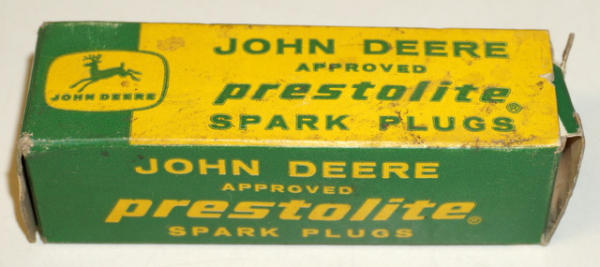 JOHN DEERE
JOHN DEERE
APPROVED
prestolite®
SPARK PLUGS
JOHN DEERE
APPROVED
prestolite®
SPARK PLUGS